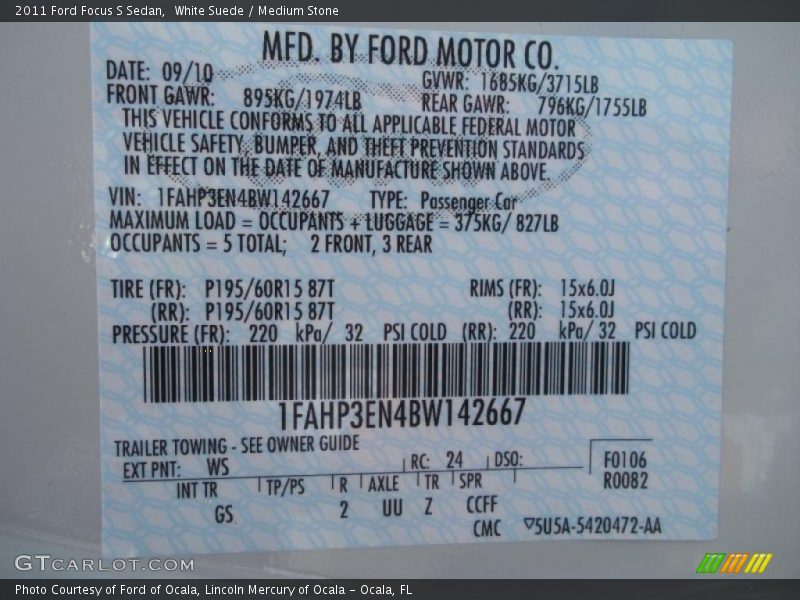 2011 Ford Focus S Sedan,  White Suede / Medium Stone
MFD. BY FORD MOTOR CO.
DATE: 09/10 GVWR: 1685KG/3715LB
FRONT GAWR: 895KG/1974LB REAR GAWR: 796KG/1755LB
THIS VEHICLE CONFORMS TO ALL APPLICABLE FEDERAL MOTOR
VEHICLE SAFETY, BUMPER, AND THEFT PREVENTION STANDARDS
IN EFFECT ON THE DATE OF MANUFACTURE SHOWN ABOVE.
VIN: 1FAHP3EN4BW142667 TYPE: Passenger Car
MAXIMUM LOAD = OCCUPANTS + LUGGAGE = 375KG/ 827LB
OCCUPANTS = 5 TOTAL; 2 FRONT, 3 REAR
TIRE (FR): P195/60R15 87T RIMS (FR): 15x6.0J
(RR): P195/60R15 87T (RR): 15x6.0J
PRESSURE (FR): 220 kPa/ 32 PSI COLD (RR): 220 kPa/ 32 PSI COLD
1FAHP3EN4BW142667
TRAILER TOWING - SEE OWNER GUIDE
EXT PNT: WS RC: 24 DSO: F0106
INT TR TP/PS R AXLE TR SPR R0082
GS 2 UU Z CCFF
CMC ▽5U5A-5420472-AA
GTCARLOT.COM
Photo Courtesy of Ford of Ocala, Lincoln Mercury of Ocala – Ocala, FL